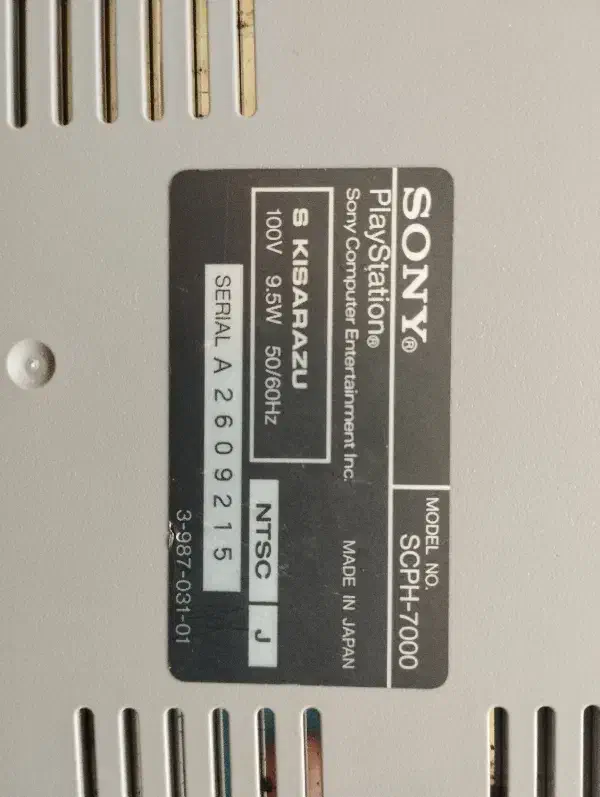 SONY®
MODEL NO.
SCPH-7000
PlayStation®
Sony Computer Entertainment Inc.
MADE IN JAPAN
S KISARAZU
100V 9.5W 50/60Hz
NTSC J
SERIAL A2609215
3-987-031-01